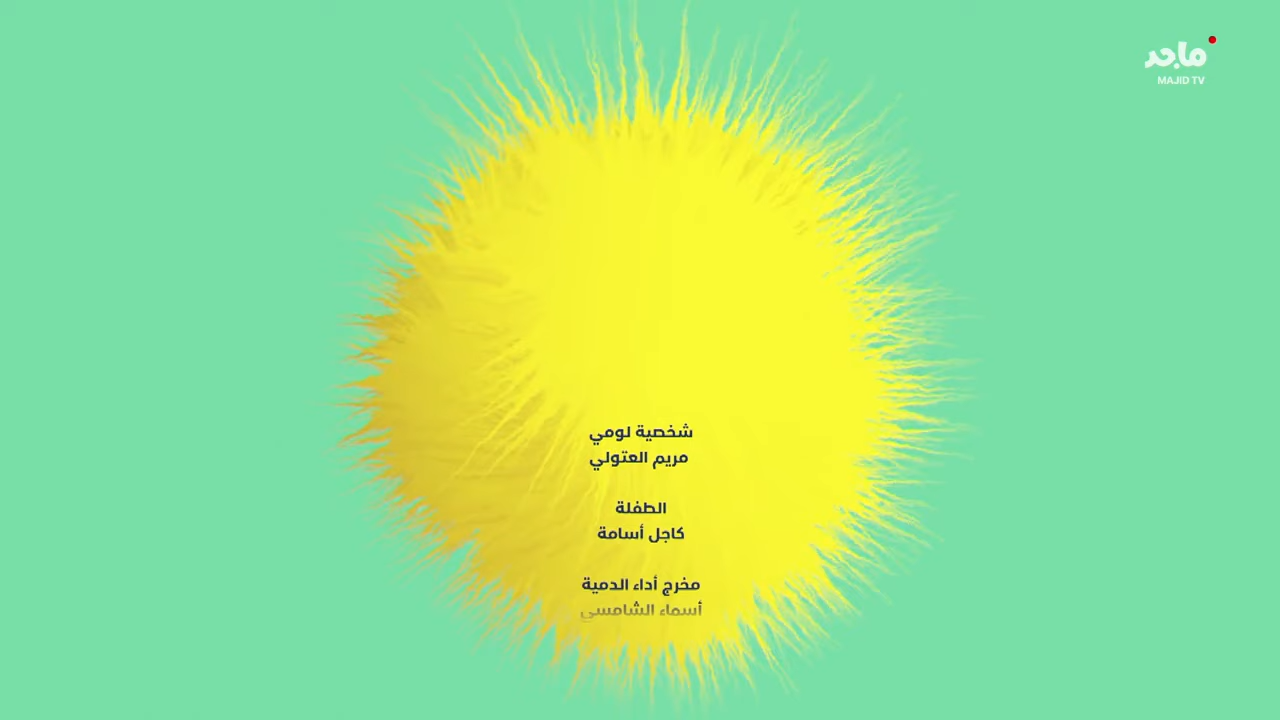 ماجد
MAJID TV
شخصية لومي
مريم العتولي
الطفلة
كاجل أسامة
مخرج أداء الدمية
أسماء الشامسي